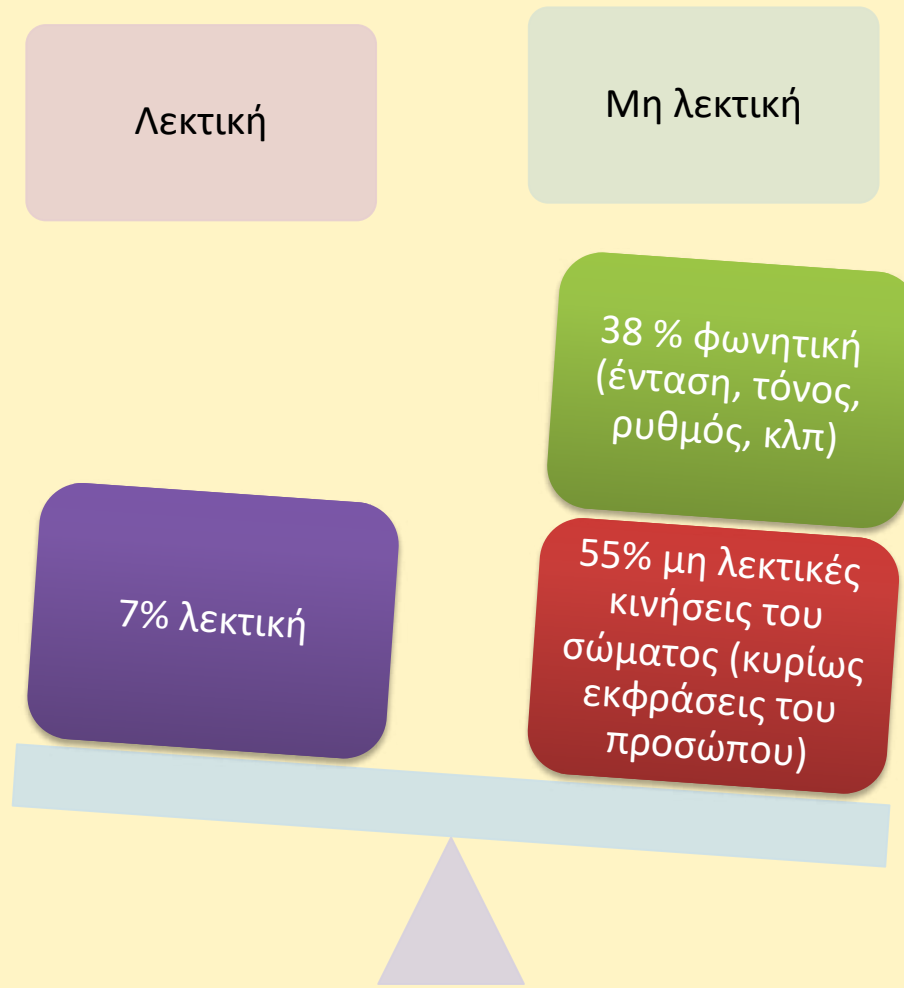 Λεκτική
Μη λεκτική
38 % φωνητική
(ένταση, τόνος,
ρυθμός, κλπ)
7% λεκτική
55% μη λεκτικές
κινήσεις του
σώματος (κυρίως
εκφράσεις του
προσώπου)